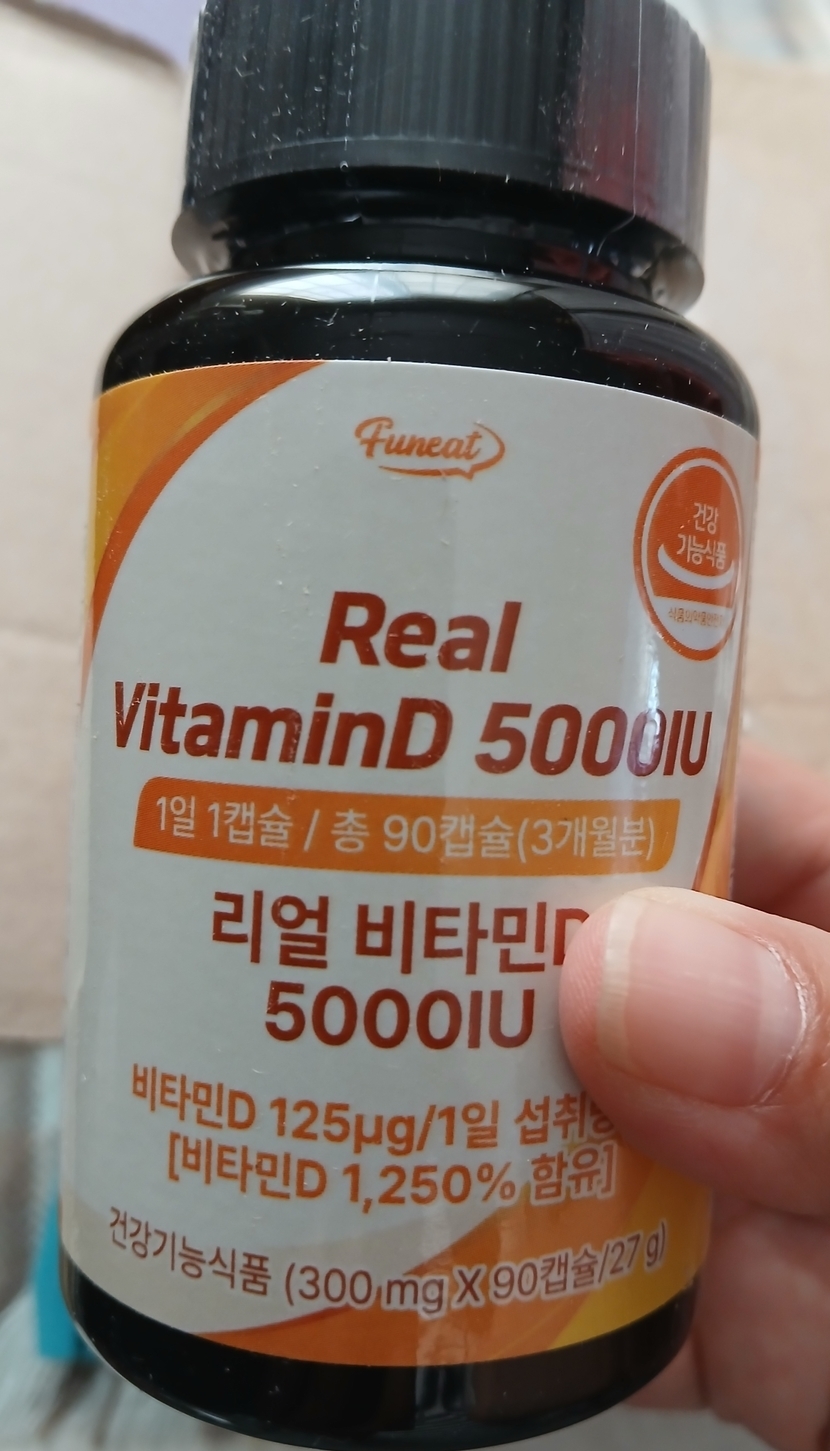 Funeat
건강
기능식품
Real
VitaminD 5000IU
1일 1캡슐 / 총 90캡슐(3개월분)
리얼 비타민D
5000IU
비타민D 125µg/1일
[비타민D 1,250% 함유]
건강기능식품 (300 mg X 90캡슐/27 g)